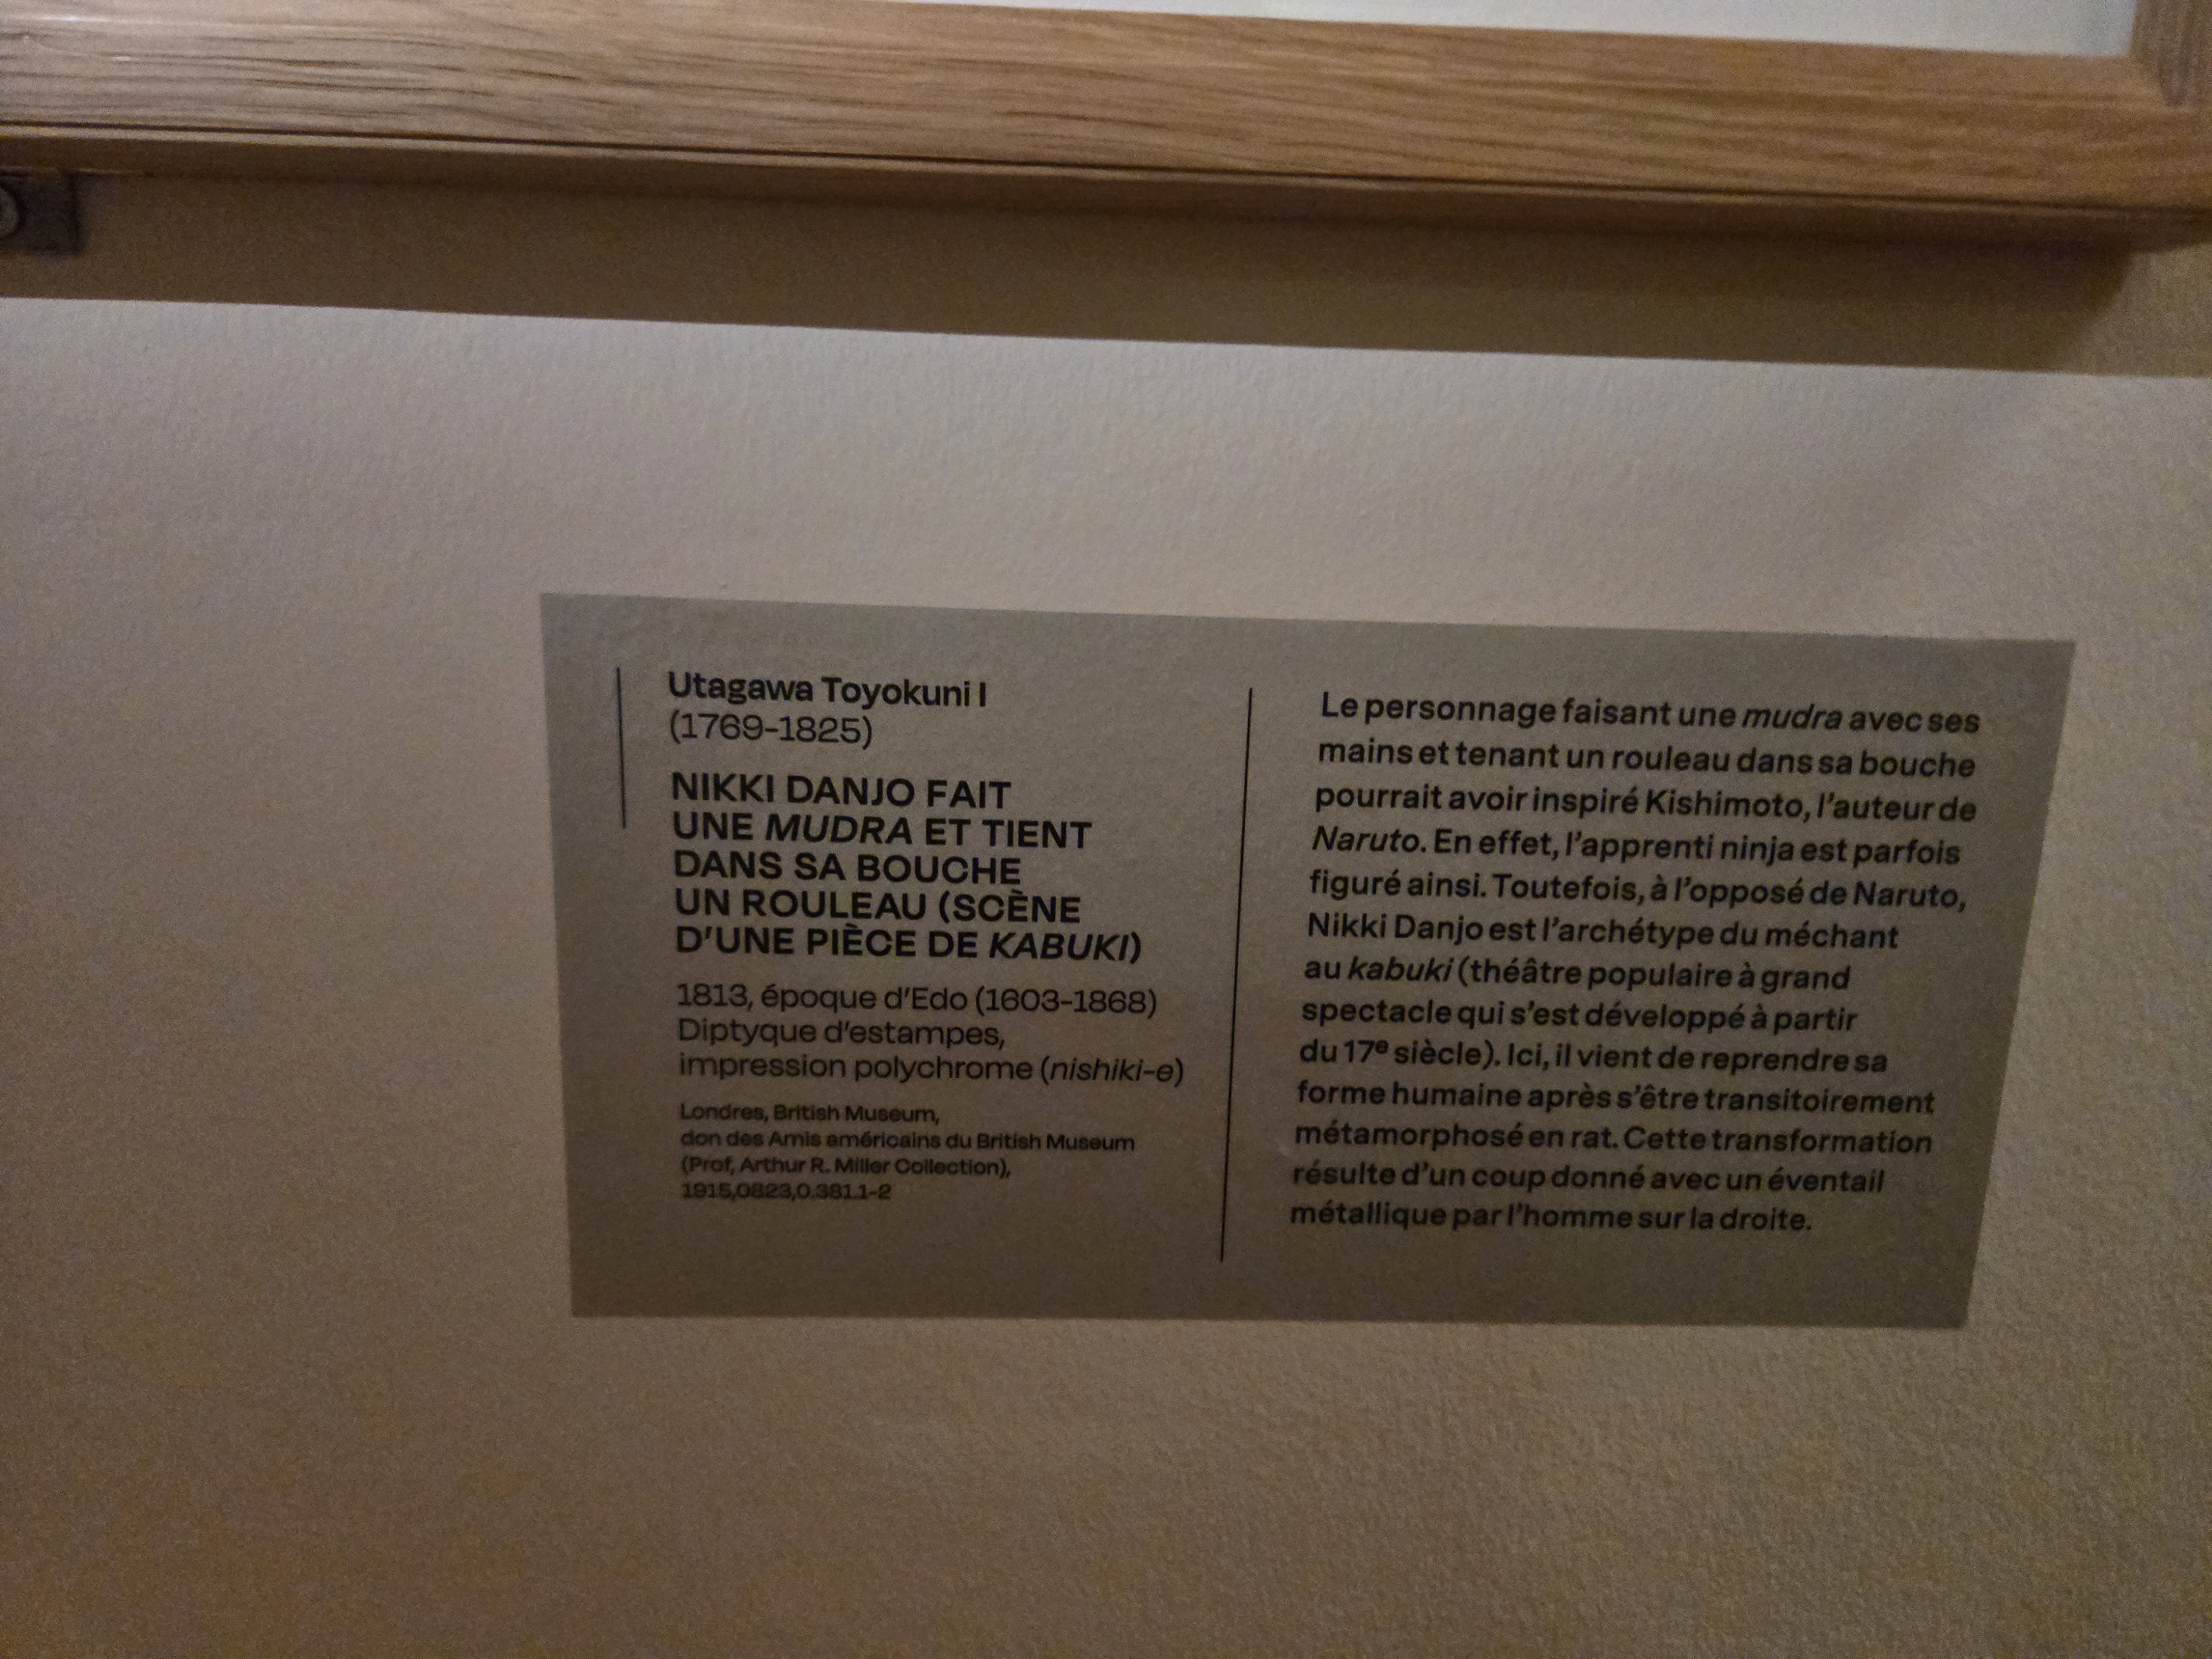 Utagawa Toyokuni I
(1769-1825)
NIKKI DANJO FAIT
UNE MUDRA ET TIENT
DANS SA BOUCHE
UN ROULEAU (SCÈNE
D'UNE PIÈCE DE KABUKI)
1813, époque d'Edo (1603-1868)
Diptyque d'estampes,
impression polychrome (nishiki-e)
Londres, British Museum,
don des Amis américains du British Museum
(Prof, Arthur R. Miller Collection),
1915,0823,0.381.1-2
Le personnage faisant une mudra avec ses
mains et tenant un rouleau dans sa bouche
pourrait avoir inspiré Kishimoto, l'auteur de
Naruto. En effet, l'apprenti ninja est parfois
figuré ainsi. Toutefois, à l'opposé de Naruto,
Nikki Danjo est l'archétype du méchant
au kabuki (théâtre populaire à grand
spectacle qui s'est développé à partir
du 17e siècle). Ici, il vient de reprendre sa
forme humaine après s'être transitoirement
métamorphosé en rat. Cette transformation
résulte d'un coup donné avec un éventail
métallique par l'homme sur la droite.